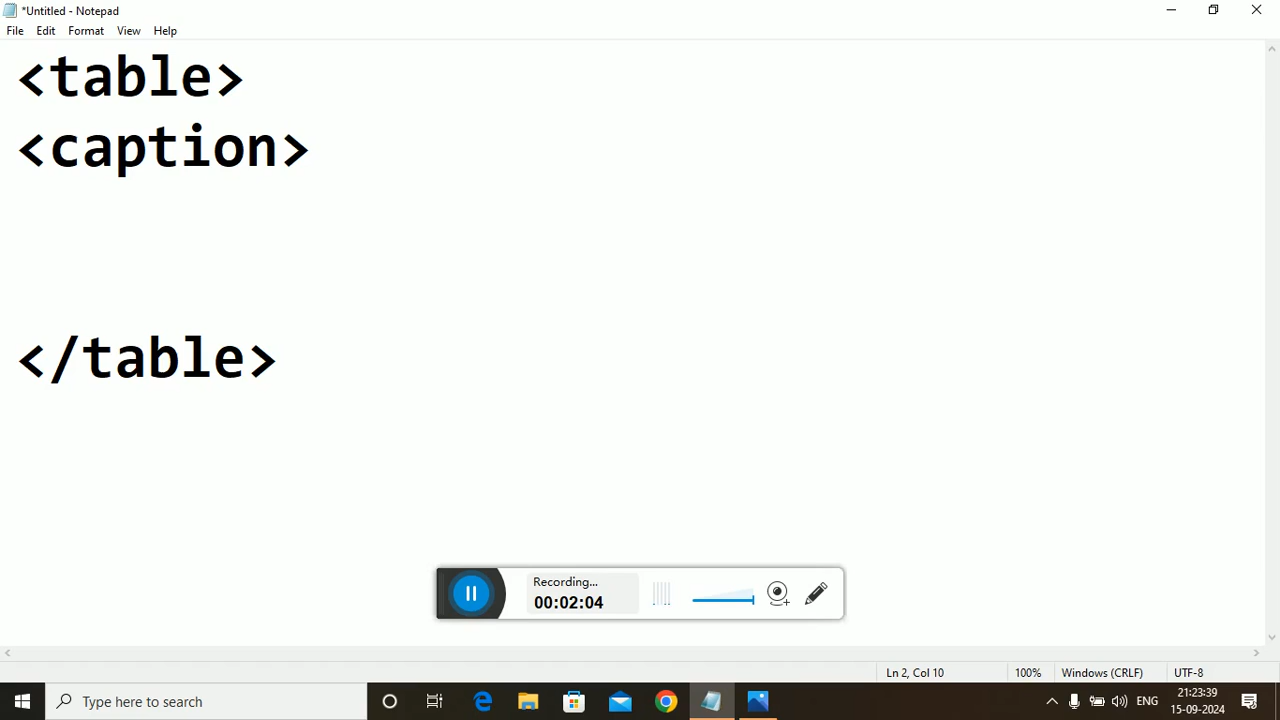 *Untitled - Notepad
File Edit Format View Help
<table>
<caption>
</table>
Recording...
00:02:04
Ln 2, Col 10 100% Windows (CRLF) UTF-8
Type here to search
ENG
21:23:39
15-09-2024